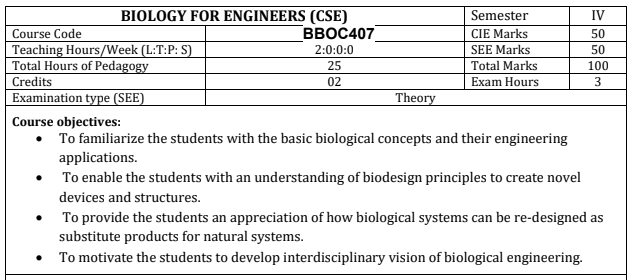 BIOLOGY FOR ENGINEERS (CSE) Semester IV
Course Code BBOC407 CIE Marks 50
Teaching Hours/Week (L:T:P: S) 2:0:0:0 SEE Marks 50
Total Hours of Pedagogy 25 Total Marks 100
Credits 02 Exam Hours 3
Examination type (SEE) Theory
Course objectives:
• To familiarize the students with the basic biological concepts and their engineering
applications.
• To enable the students with an understanding of biodesign principles to create novel
devices and structures.
• To provide the students an appreciation of how biological systems can be re-designed as
substitute products for natural systems.
• To motivate the students to develop interdisciplinary vision of biological engineering.